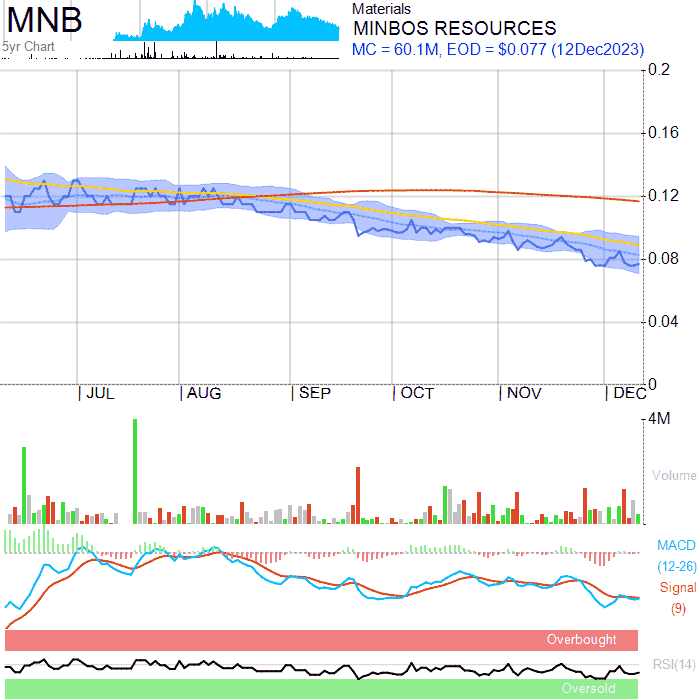 MNB
5yr Chart
Materials
MINBOS RESOURCES
MC = 60.1M, EOD = $0.077 (12Dec2023)
0.2
0.16
0.12
0.08
0.04
0
JUL
AUG
SEP
OCT
NOV
DEC
4M
Volume
MACD
(12-26)
Signal
(9)
Overbought
RSI(14)
Oversold